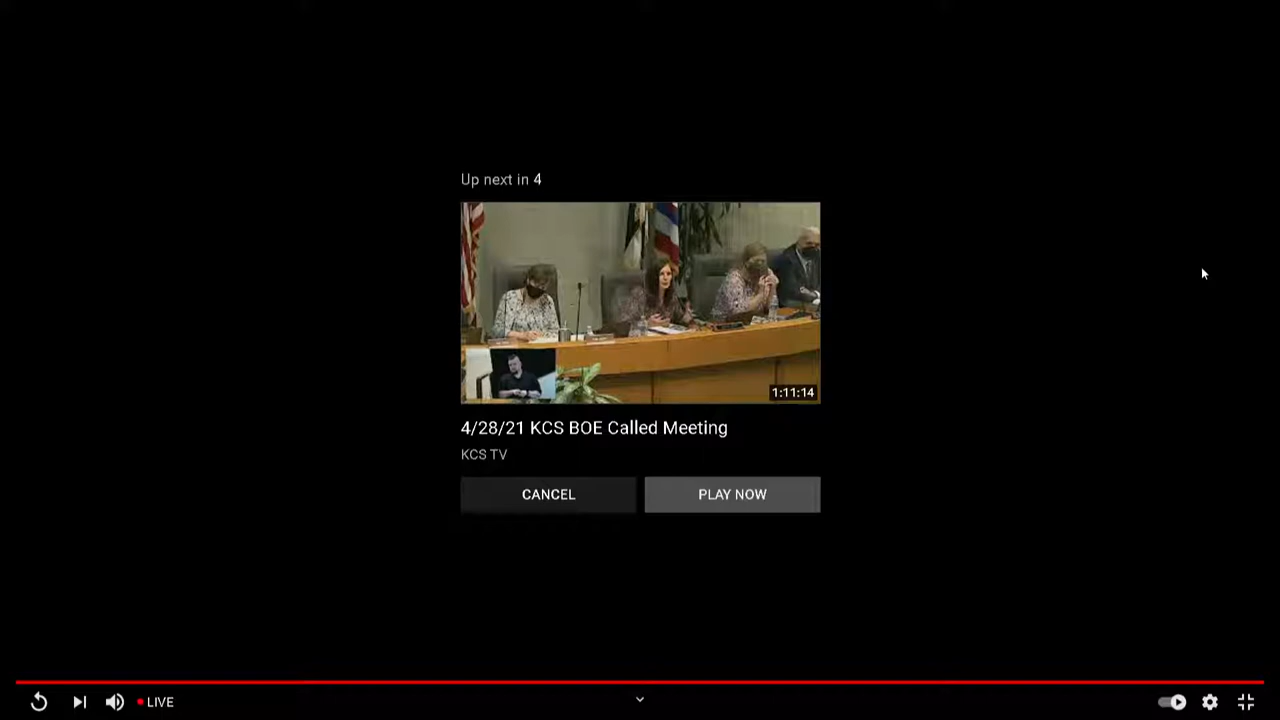 Up next in 4
1:11:14
4/28/21 KCS BOE Called Meeting
KCS TV
CANCEL
PLAY NOW
LIVE